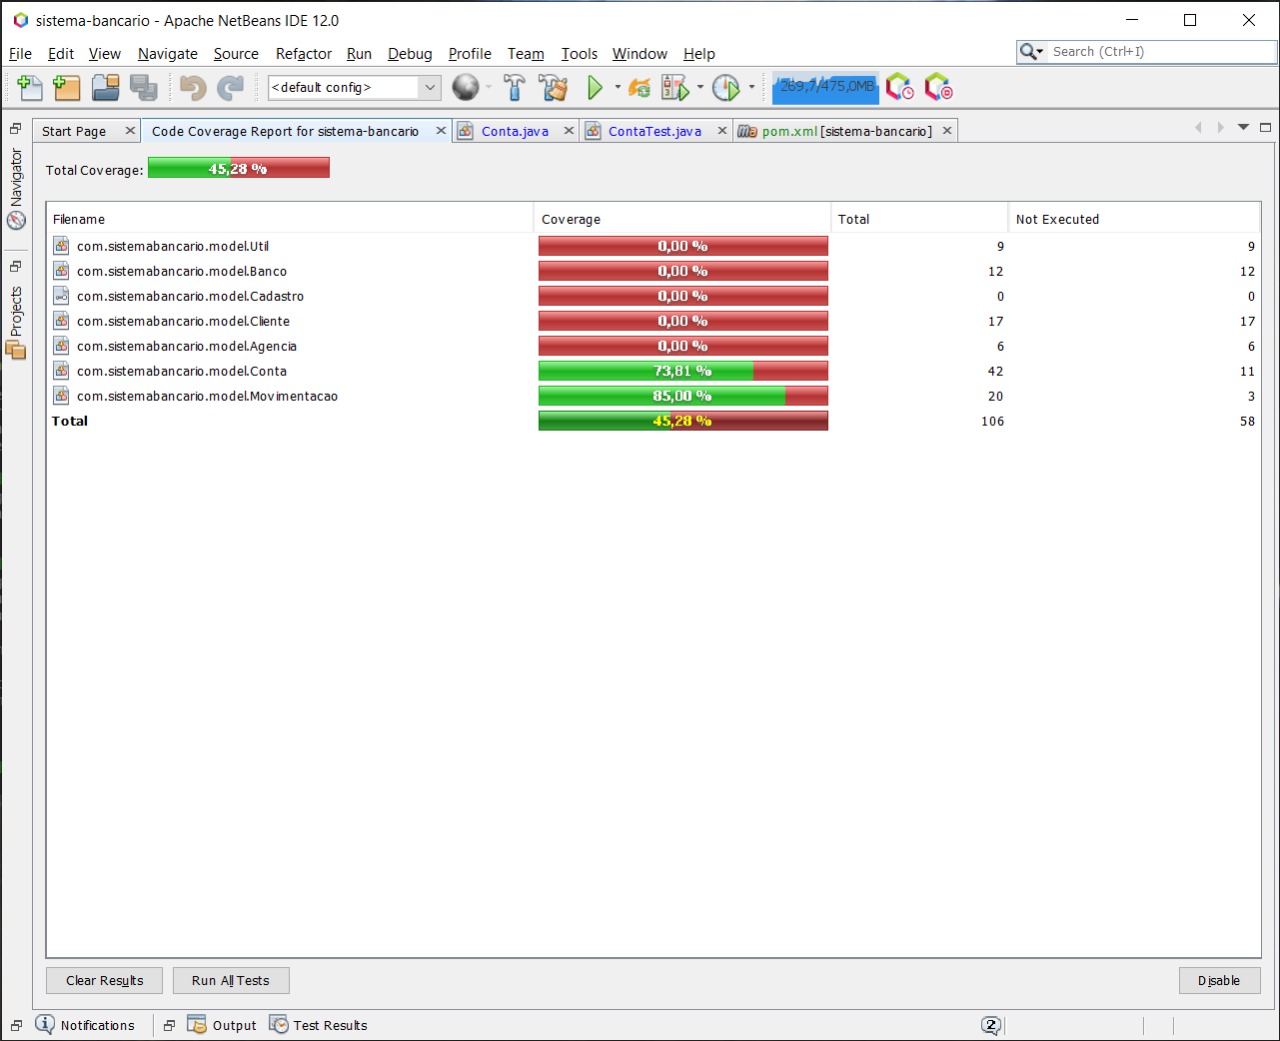 sistema-bancario - Apache NetBeans IDE 12.0
File Edit View Navigate Source Refactor Run Debug Profile Team Tools Window Help
Search (Ctrl+I)
<default config>
269,7/475,0MB
Start Page
Code Coverage Report for sistema-bancario
Conta.java
ContaTest.java
pom.xml [sistema-bancario]
Navigator
Projects
Total Coverage: 45,28 %
Filename Coverage Total Not Executed
com.sistemabancario.model.Util 0,00 % 9 9
com.sistemabancario.model.Banco 0,00 % 12 12
com.sistemabancario.model.Cadastro 0,00 % 0 0
com.sistemabancario.model.Cliente 0,00 % 17 17
com.sistemabancario.model.Agencia 0,00 % 6 6
com.sistemabancario.model.Conta 73,81 % 42 11
com.sistemabancario.model.Movimentacao 85,00 % 20 3
Total 45,28 % 106 58
Clear Results Run All Tests Disable
Notifications Output Test Results 2